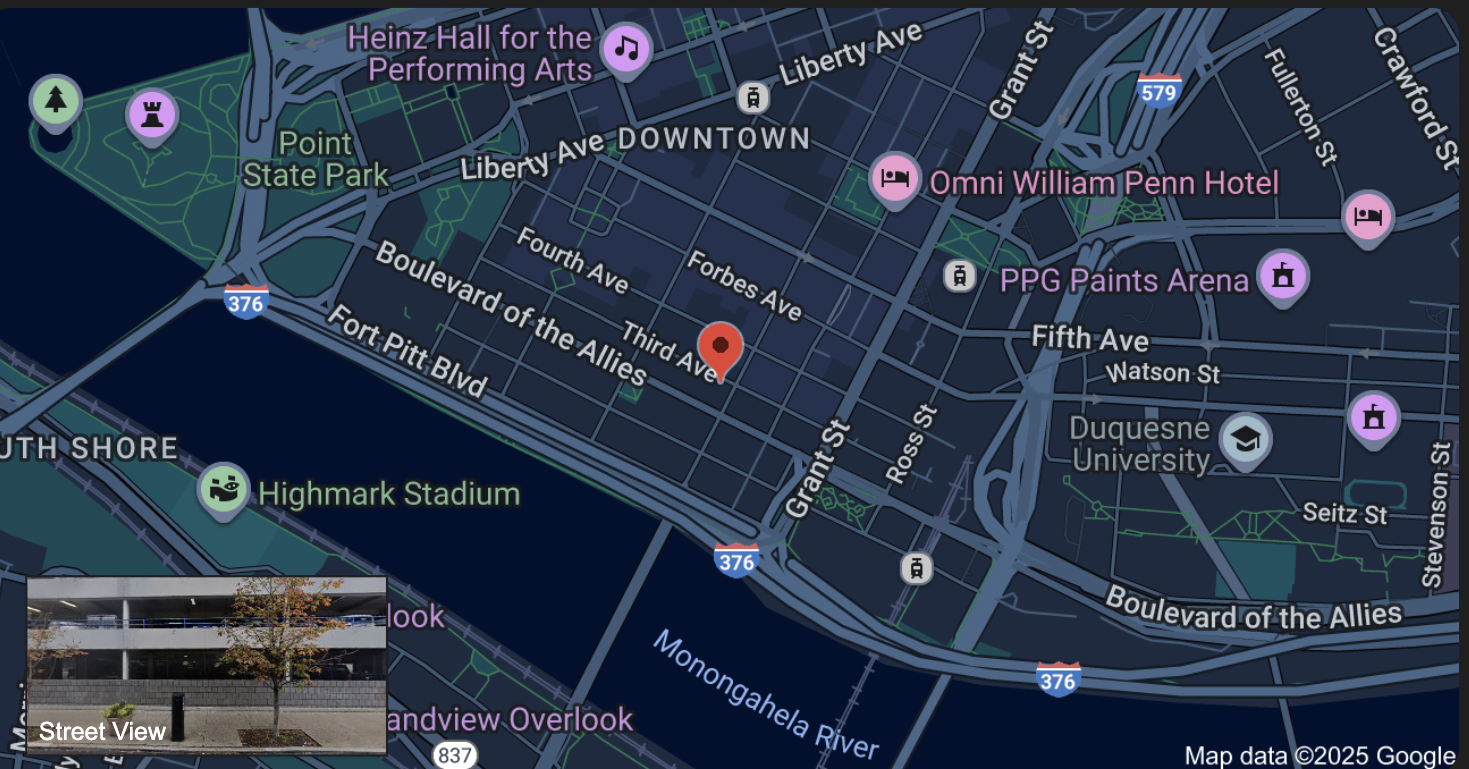 Heinz Hall for the
Performing Arts
Liberty Ave
Grant St
579
Fullerton St
Crawford St
Point
State Park
Liberty Ave
DOWNTOWN
Omni William Penn Hotel
Boulevard of the Allies
Fourth Ave
Forbes Ave
PPG Paints Arena
376
Fort Pitt Blvd
Third Ave
Fifth Ave
Watson St
UTH SHORE
Highmark Stadium
Grant St
Ross St
Duquesne
University
Seitz St
Stevenson St
376
Boulevard of the Allies
look
Monongahela River
376
andview Overlook
Street View
837
Map data ©2025 Google